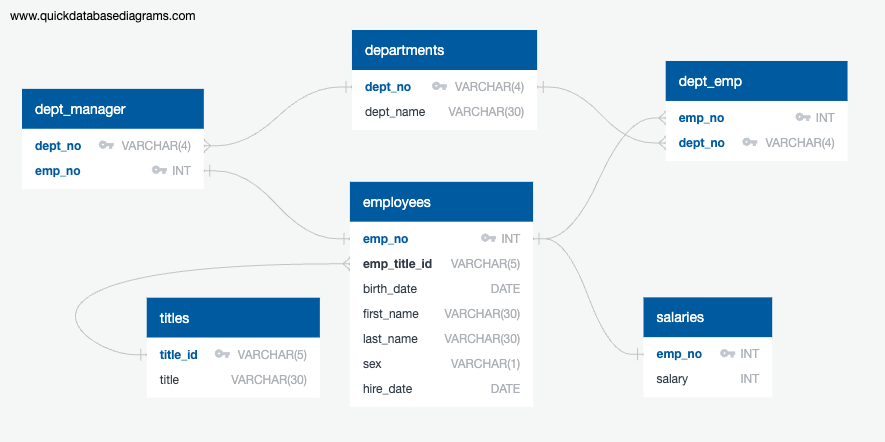 www.quickdatabasediagrams.com
departments
dept_no VARCHAR(4)
dept_name VARCHAR(30)
dept_manager
dept_no VARCHAR(4)
emp_no INT
dept_emp
emp_no INT
dept_no VARCHAR(4)
employees
emp_no INT
emp_title_id VARCHAR(5)
birth_date DATE
first_name VARCHAR(30)
last_name VARCHAR(30)
sex VARCHAR(1)
hire_date DATE
titles
title_id VARCHAR(5)
title VARCHAR(30)
salaries
emp_no INT
salary INT